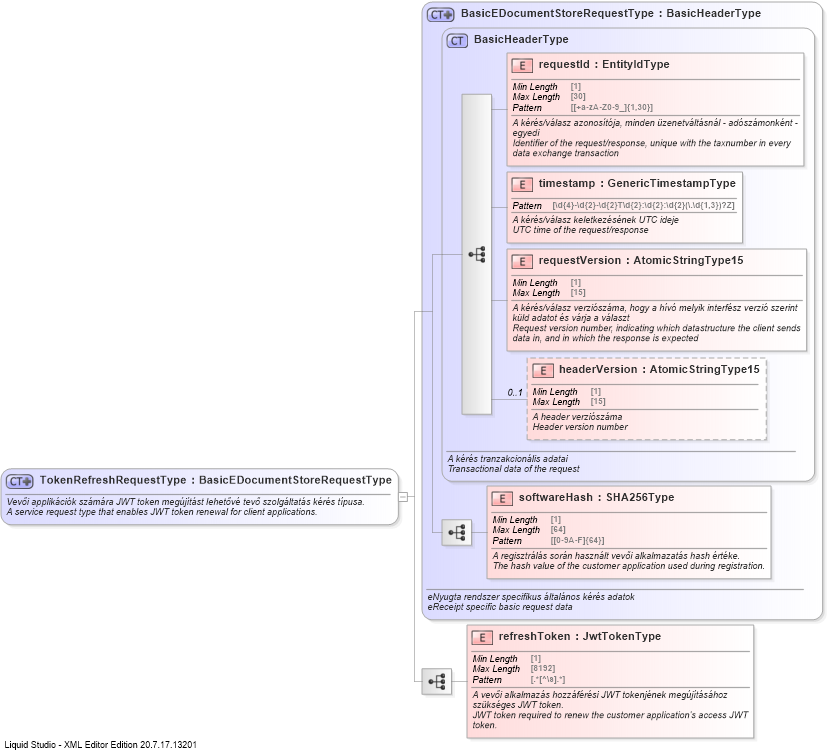 CT BasicEDocumentStoreRequestType : BasicHeaderType
CT BasicHeaderType
E requestId : EntityIdType
Min Length [1]
Max Length [30]
Pattern [[+a-zA-Z0-9_]{1,30}]
A kérés/válasz azonosítója, minden üzenetváltásnál - adószámonként -
egyedi
Identifier of the request/response, unique with the taxnumber in every
data exchange transaction
E timestamp : GenericTimestampType
Pattern [\d{4}-\d{2}-\d{2}T\d{2}:\d{2}:\d{2}(\.\d{1,3})?Z]
A kérés/válasz keletkezésének UTC ideje
UTC time of the request/response
E requestVersion : AtomicStringType15
Min Length [1]
Max Length [15]
A kérés/válasz verziószáma, hogy a hívó melyik interfész verzió szerint
küld adatot és várja a választ
Request version number, indicating which datastructure the client sends
data in, and in which the response is expected
E headerVersion : AtomicStringType15
0..1
Min Length [1]
Max Length [15]
A header verziószáma
Header version number
A kérés tranzakcionális adatai
Transactional data of the request
CT TokenRefreshRequestType : BasicEDocumentStoreRequestType
Vevői applikációk számára JWT token megújítást lehetővé tevő szolgáltatás kérés típusa.
A service request type that enables JWT token renewal for client applications.
E softwareHash : SHA256Type
Min Length [1]
Max Length [64]
Pattern [[0-9A-F]{64}]
A regisztrálás során használt vevői alkalmazatás hash értéke.
The hash value of the customer application used during registration.
eNyugta rendszer specifikus általános kérés adatok
eReceipt specific basic request data
E refreshToken : JwtTokenType
Min Length [1]
Max Length [8192]
Pattern [.*[^\s].*]
A vevői alkalmazás hozzáférési JWT tokenjének megújításához
szükséges JWT token.
JWT token required to renew the customer application's access JWT
token.
Liquid Studio - XML Editor Edition 20.7.17.13201